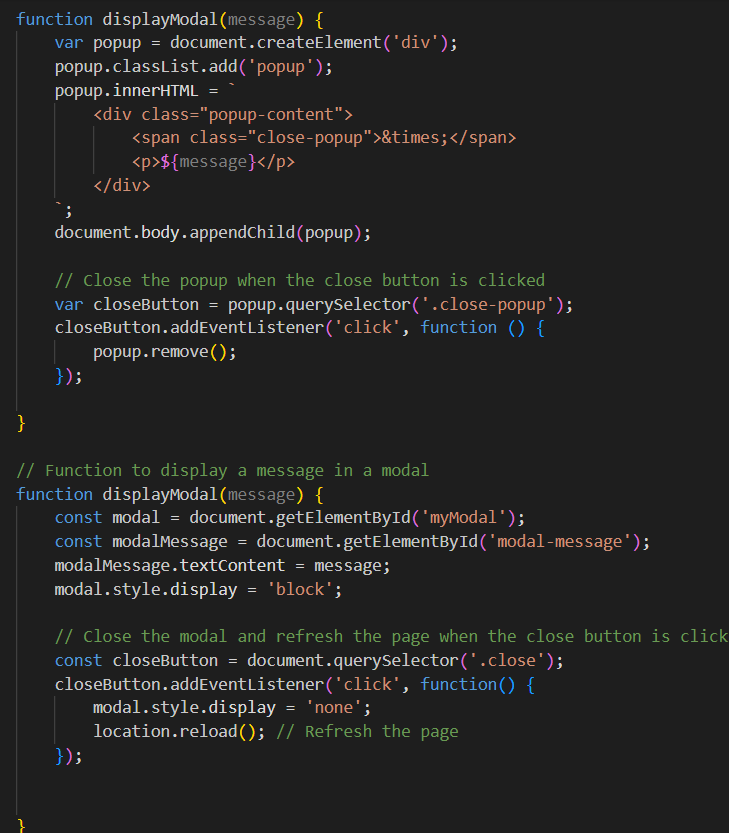 function displayModal(message) {
    var popup = document.createElement('div');
    popup.classList.add('popup');
    popup.innerHTML = `
        <div class="popup-content">
            <span class="close-popup">&times;</span>
            <p>${message}</p>
        </div>
    `;
    document.body.appendChild(popup);

    // Close the popup when the close button is clicked
    var closeButton = popup.querySelector('.close-popup');
    closeButton.addEventListener('click', function () {
        popup.remove();
    });

}

// Function to display a message in a modal
function displayModal(message) {
    const modal = document.getElementById('myModal');
    const modalMessage = document.getElementById('modal-message');
    modalMessage.textContent = message;
    modal.style.display = 'block';

    // Close the modal and refresh the page when the close button is click
    const closeButton = document.querySelector('.close');
    closeButton.addEventListener('click', function() {
        modal.style.display = 'none';
        location.reload(); // Refresh the page
    });


}